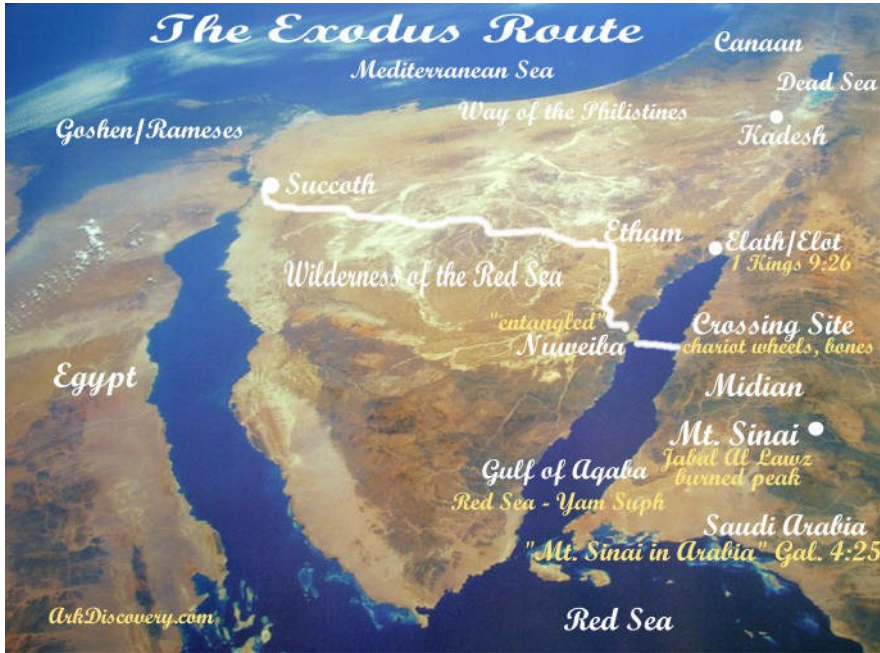 The Exodus Route
Mediterranean Sea
Canaan
Dead Sea
Way of the Philistines
Kadesh
Goshen/Rameses
Succoth
Etham
Elath/Elot
1 Kings 9:26
Wilderness of the Red Sea
"entangled"
Nuweiba
Crossing Site
chariot wheels, bones
Egypt
Midian
Mt. Sinai
Jabal Al Lawz
burned peak
Gulf of Aqaba
Red Sea - Yam Suph
Saudi Arabia
"Mt. Sinai in Arabia" Gal. 4:25
ArkDiscovery.com
Red Sea